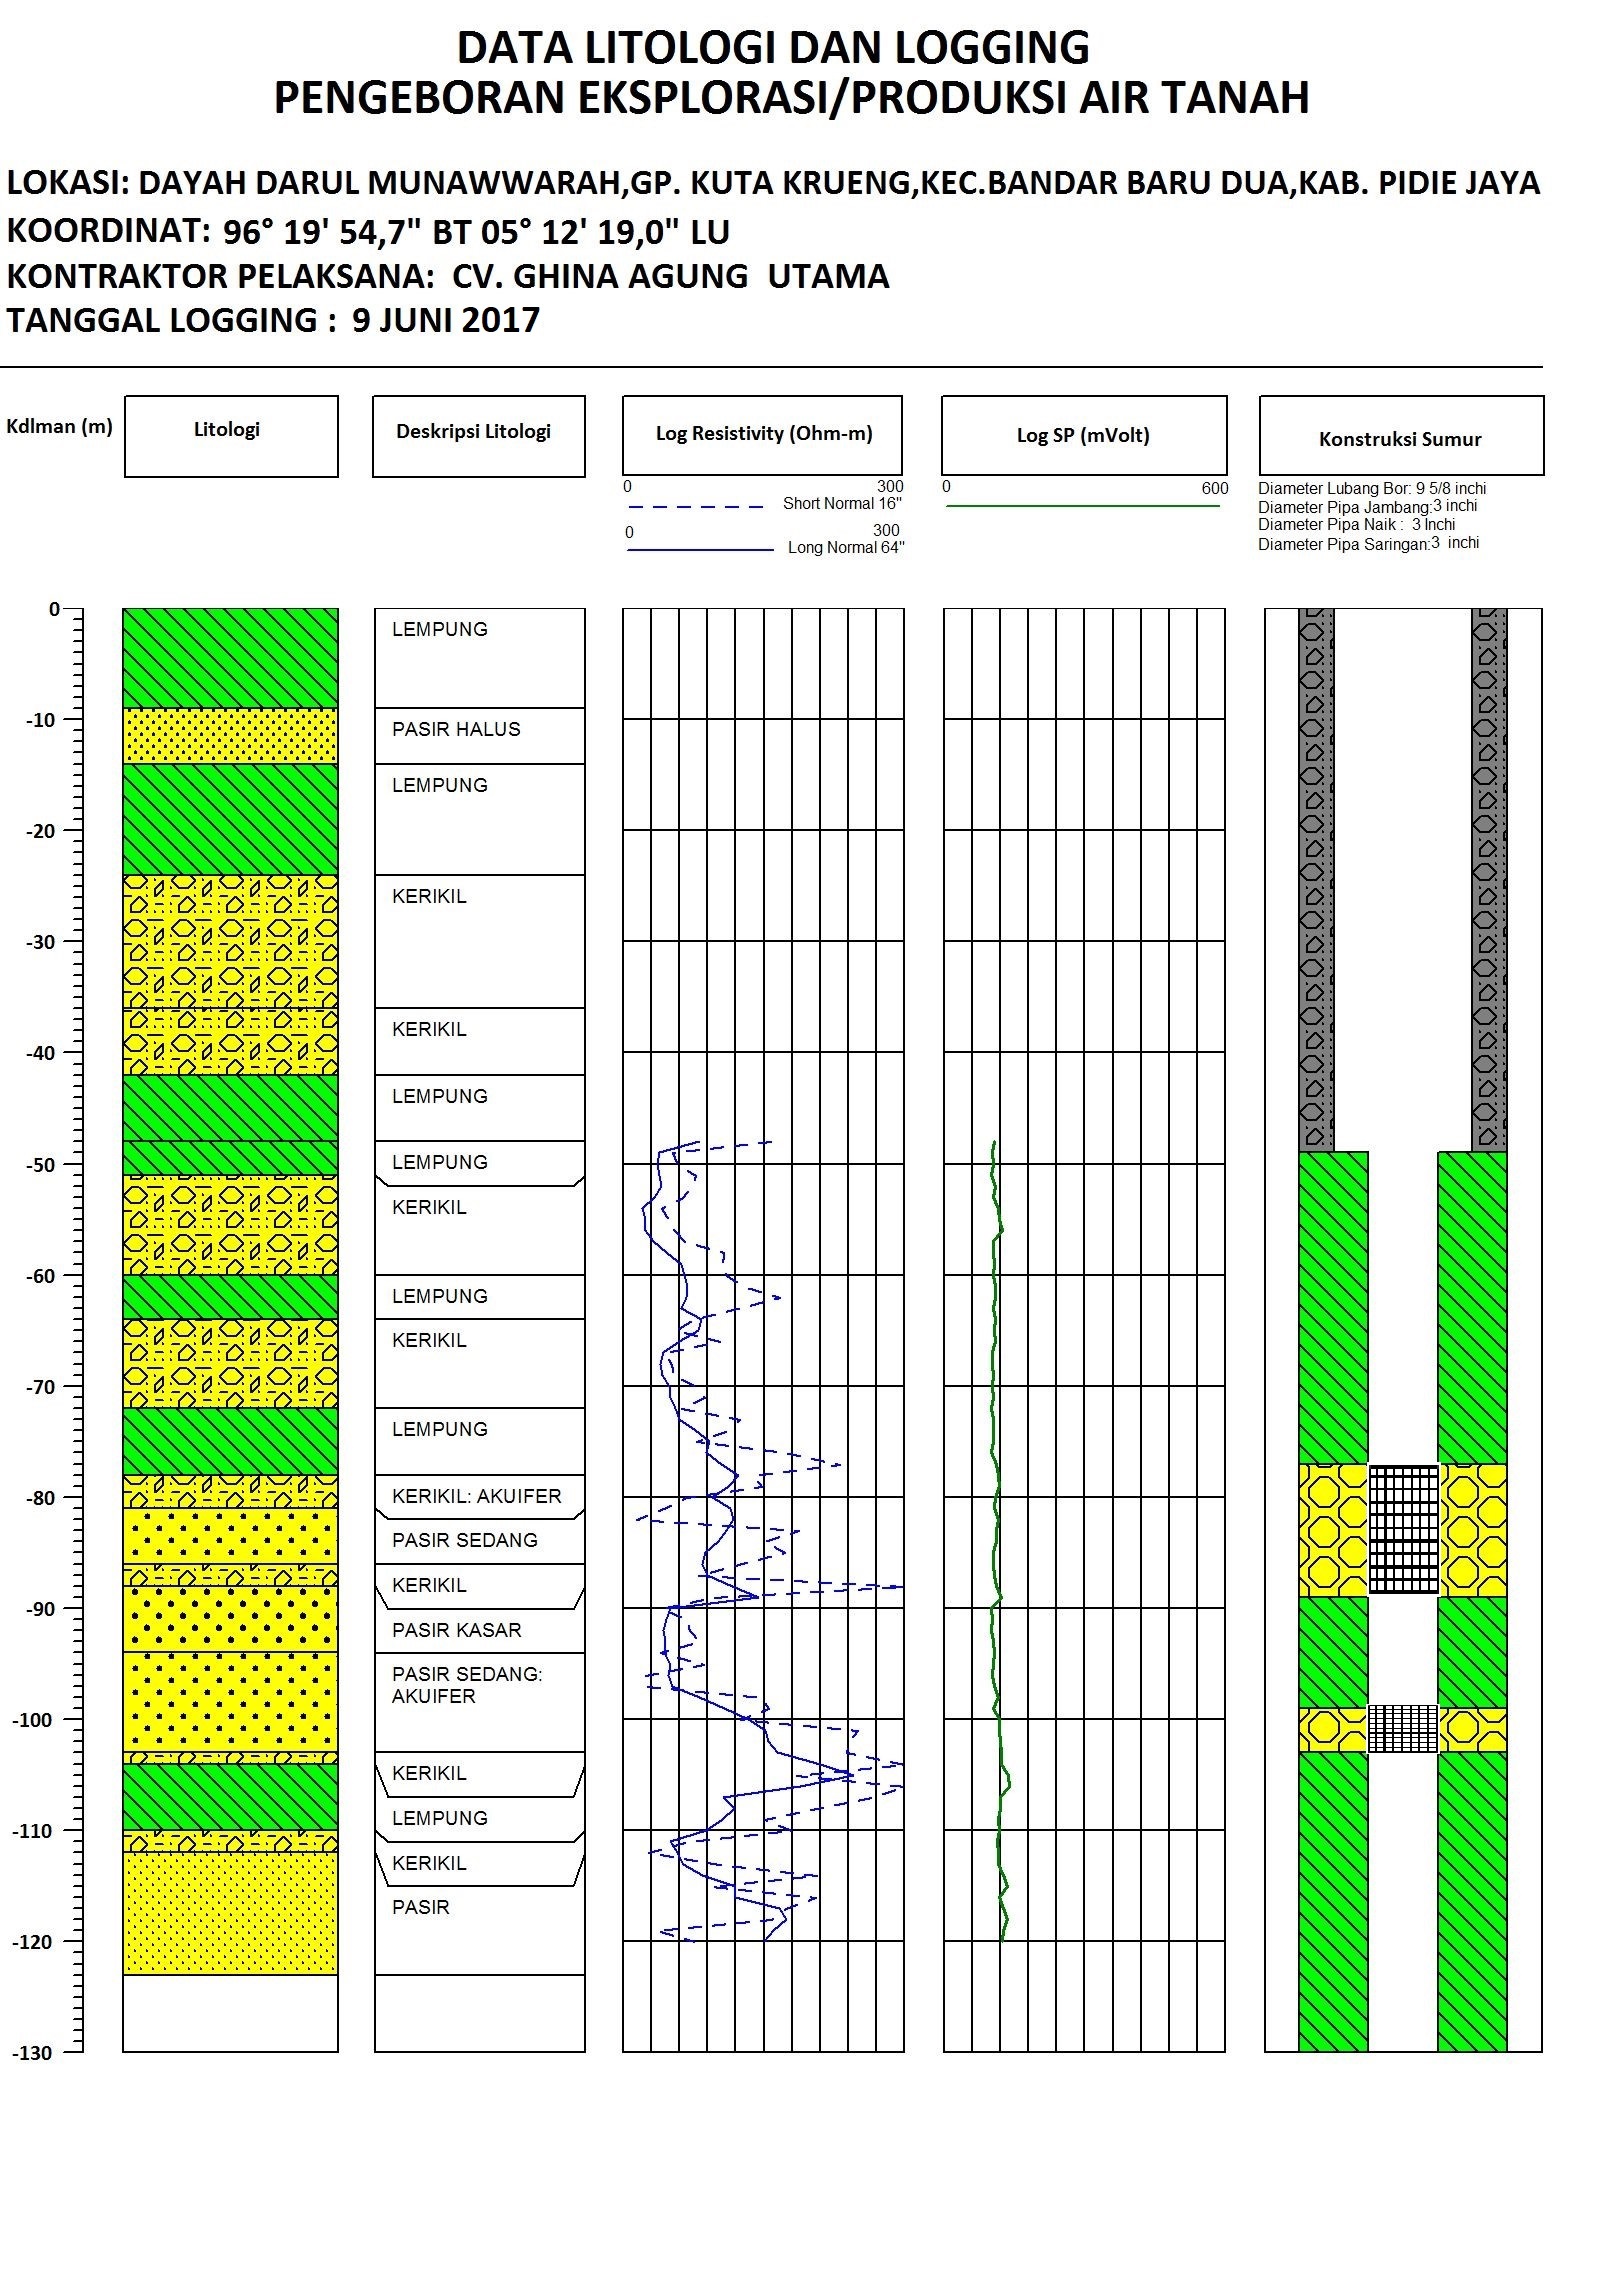 DATA LITOLOGI DAN LOGGING
PENGEBORAN EKSPLORASI/PRODUKSI AIR TANAH
LOKASI: DAYAH DARUL MUNAWWARAH,GP. KUTA KRUENG,KEC.BANDAR BARU DUA,KAB. PIDIE JAYA
KOORDINAT: 96° 19' 54,7" BT 05° 12' 19,0" LU
KONTRAKTOR PELAKSANA: CV. GHINA AGUNG UTAMA
TANGGAL LOGGING : 9 JUNI 2017
Kdlman (m)
Litologi
Deskripsi Litologi
Log Resistivity (Ohm-m)
Log SP (mVolt)
Konstruksi Sumur
0 300
Short Normal 16"
0 300
Long Normal 64"
0 600
Diameter Lubang Bor: 9 5/8 inchi
Diameter Pipa Jambang:3 inchi
Diameter Pipa Naik : 3 Inchi
Diameter Pipa Saringan:3 inchi
0
-10
-20
-30
-40
-50
-60
-70
-80
-90
-100
-110
-120
-130
LEMPUNG
PASIR HALUS
LEMPUNG
KERIKIL
KERIKIL
LEMPUNG
LEMPUNG
KERIKIL
LEMPUNG
KERIKIL
LEMPUNG
KERIKIL: AKUIFER
PASIR SEDANG
KERIKIL
PASIR KASAR
PASIR SEDANG:
AKUIFER
KERIKIL
LEMPUNG
KERIKIL
PASIR